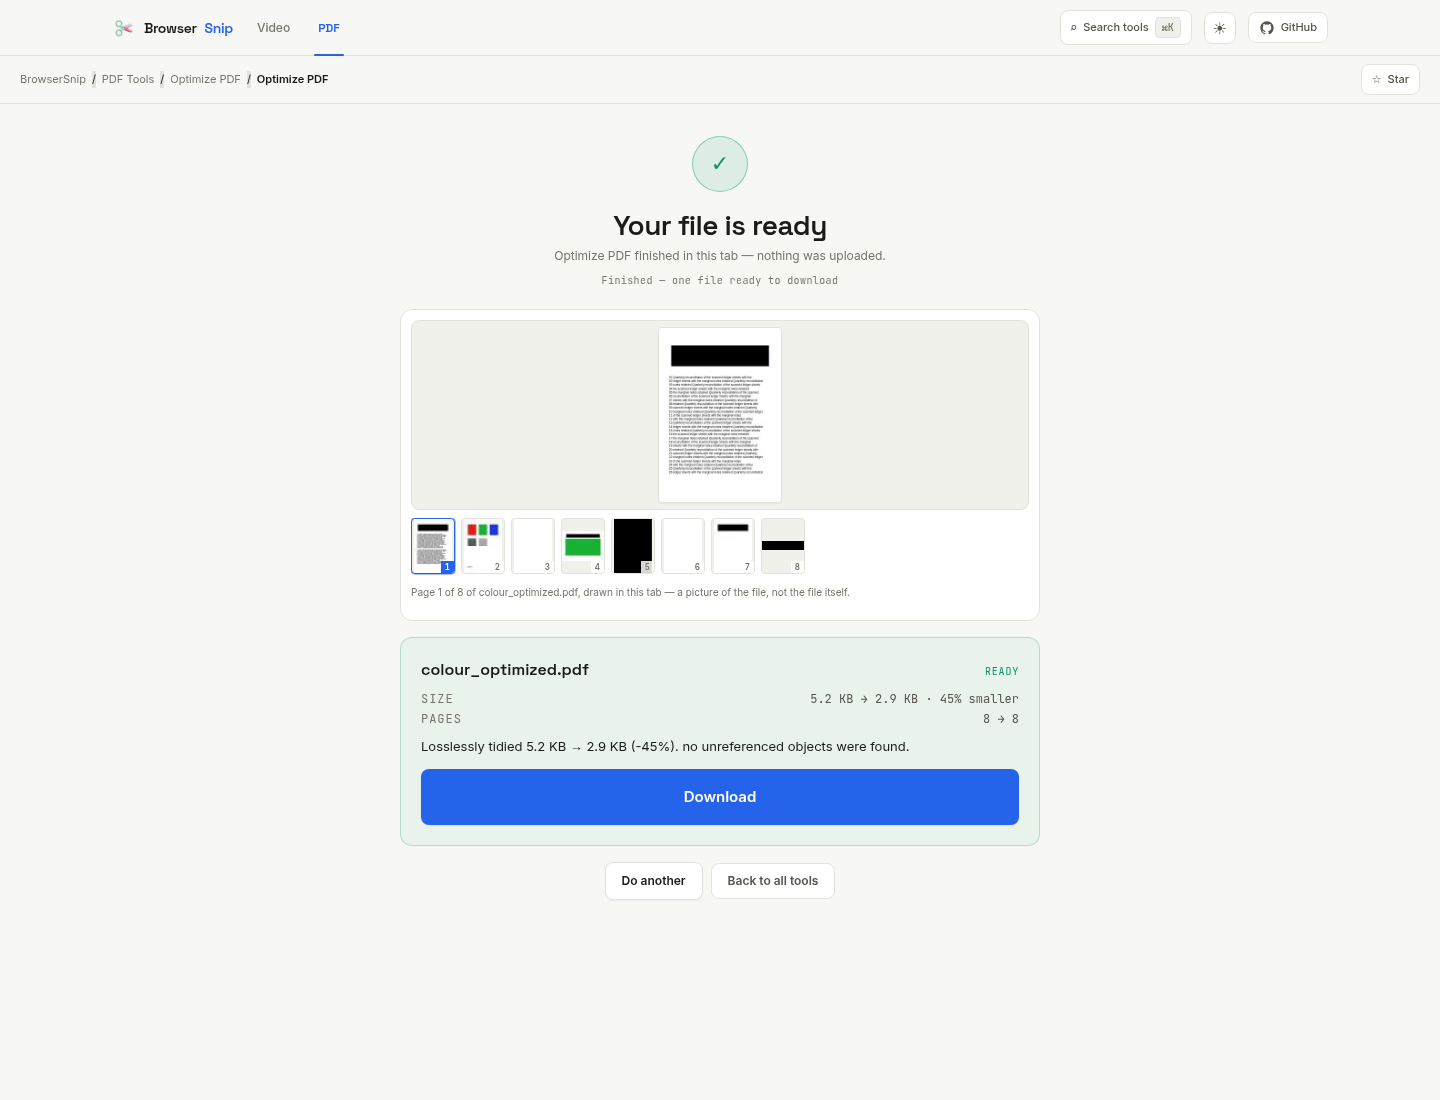 Browser Snip Video PDF Search tools ⌘K GitHub
BrowserSnip / PDF Tools / Optimize PDF / Optimize PDF ☆ Star
✓
Your file is ready
Optimize PDF finished in this tab — nothing was uploaded.
Finished — one file ready to download
1 2 3 4 5 6 7 8
Page 1 of 8 of colour_optimized.pdf, drawn in this tab — a picture of the file, not the file itself.
colour_optimized.pdf READY
SIZE 5.2 KB → 2.9 KB · 45% smaller
PAGES 8 → 8
Losslessly tidied 5.2 KB → 2.9 KB (-45%). no unreferenced objects were found.
Download
Do another Back to all tools